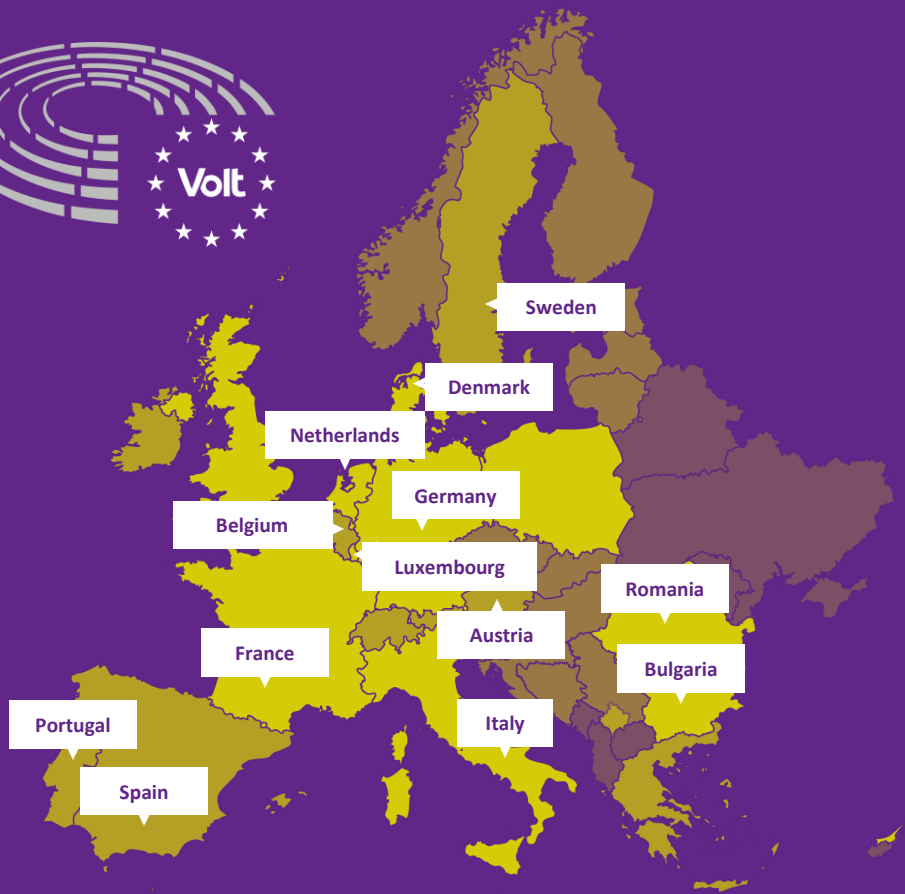 Volt
Sweden
Denmark
Netherlands
Germany
Belgium
Luxembourg
Romania
Austria
France
Bulgaria
Portugal
Italy
Spain